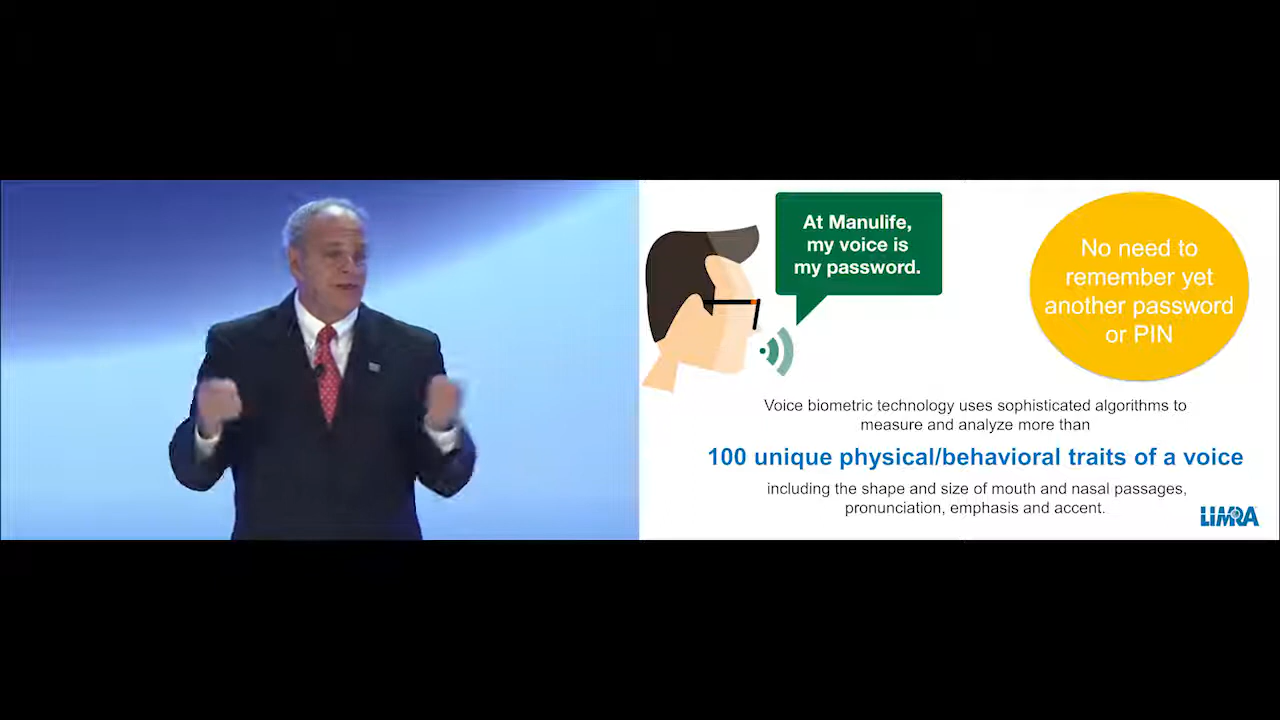 At Manulife,
my voice is
my password.
No need to
remember yet
another password
or PIN
Voice biometric technology uses sophisticated algorithms to
measure and analyze more than
100 unique physical/behavioral traits of a voice
including the shape and size of mouth and nasal passages,
pronunciation, emphasis and accent.
LIMRA